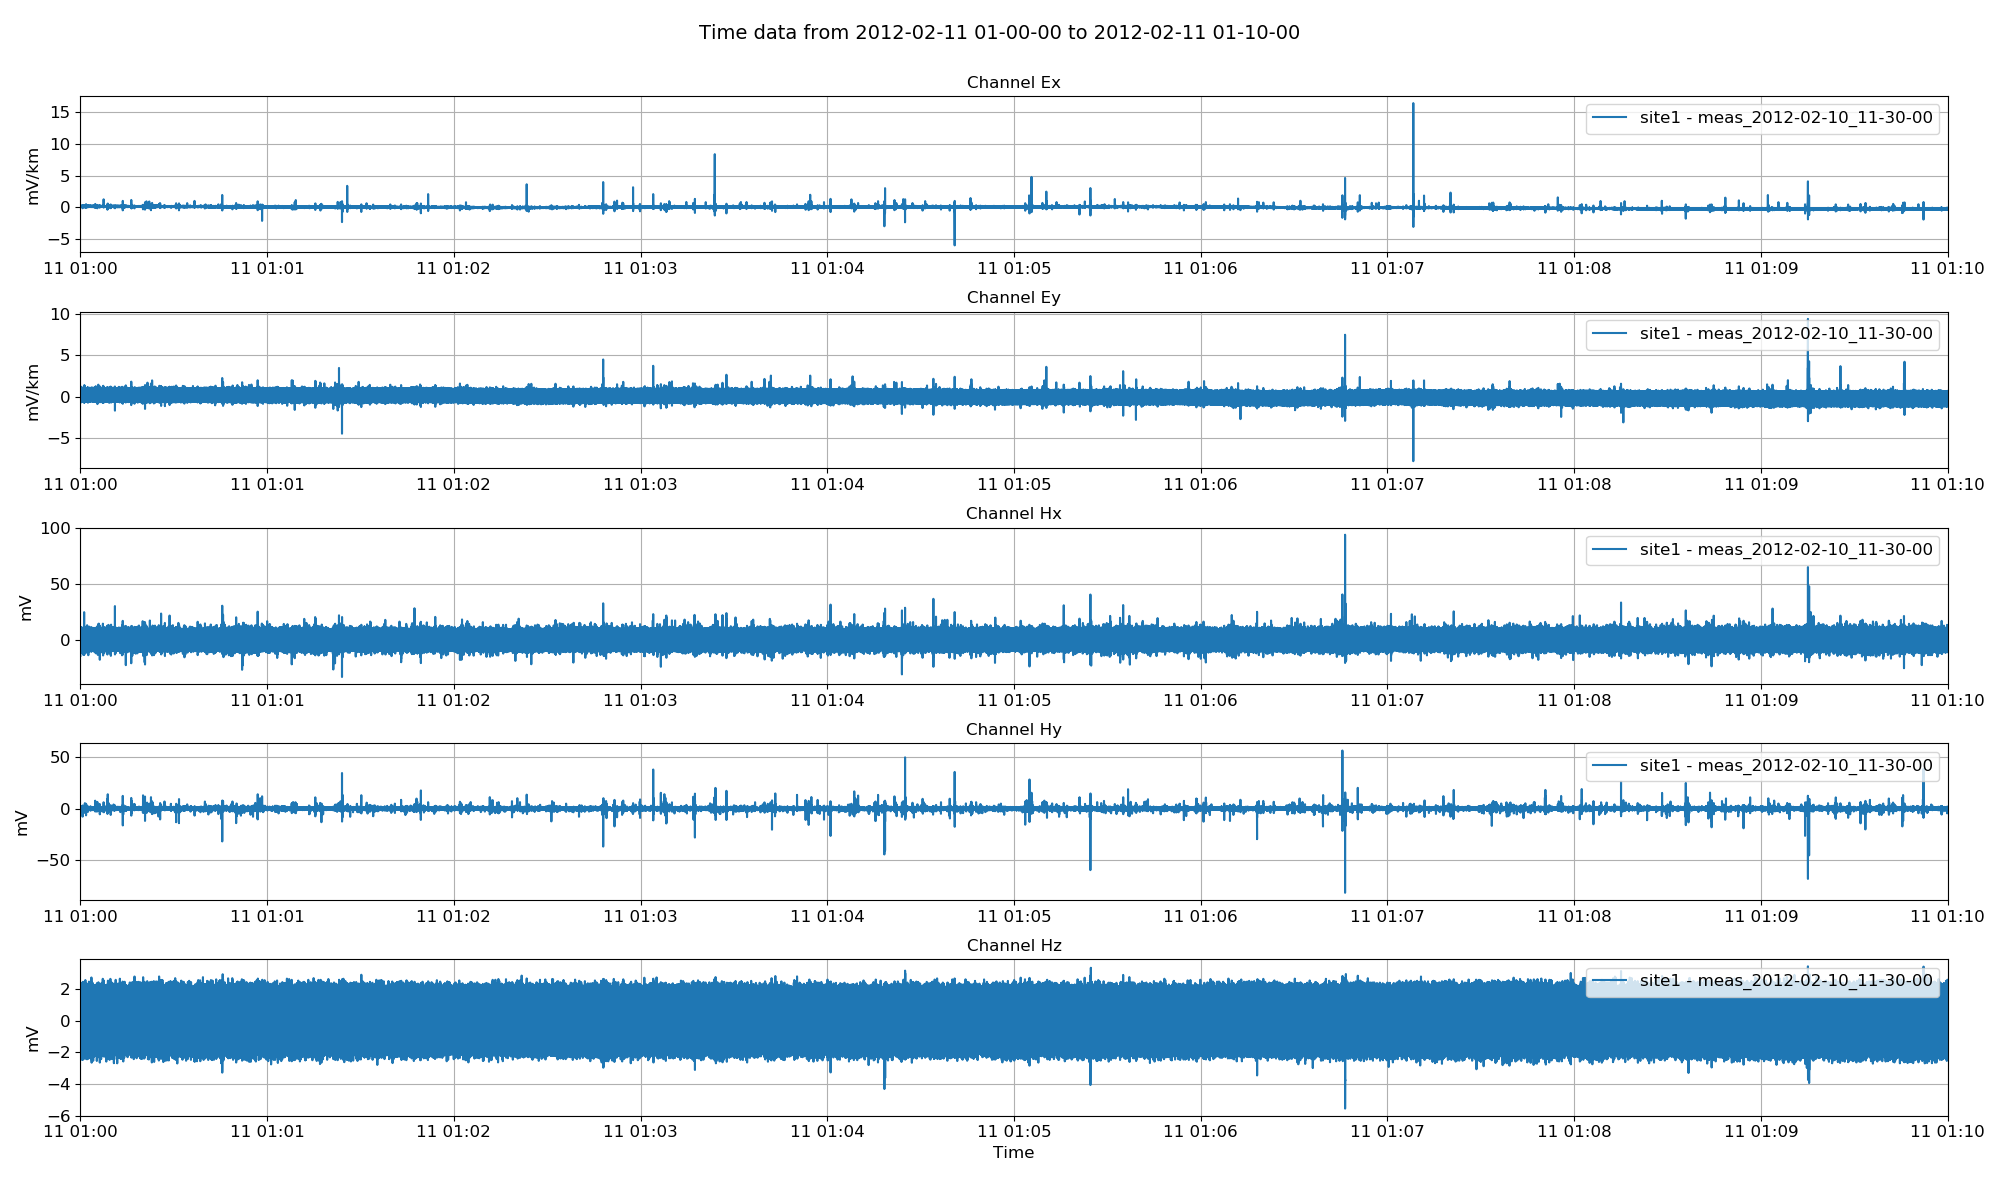 Time data from 2012-02-11 01-00-00 to 2012-02-11 01-10-00
Channel Ex
15
10
5
0
−5
mV/km
site1 - meas_2012-02-10_11-30-00
11 01:00 11 01:01 11 01:02 11 01:03 11 01:04 11 01:05 11 01:06 11 01:07 11 01:08 11 01:09 11 01:10
Channel Ey
10
5
0
−5
mV/km
site1 - meas_2012-02-10_11-30-00
11 01:00 11 01:01 11 01:02 11 01:03 11 01:04 11 01:05 11 01:06 11 01:07 11 01:08 11 01:09 11 01:10
Channel Hx
100
50
0
mV
site1 - meas_2012-02-10_11-30-00
11 01:00 11 01:01 11 01:02 11 01:03 11 01:04 11 01:05 11 01:06 11 01:07 11 01:08 11 01:09 11 01:10
Channel Hy
50
0
−50
mV
site1 - meas_2012-02-10_11-30-00
11 01:00 11 01:01 11 01:02 11 01:03 11 01:04 11 01:05 11 01:06 11 01:07 11 01:08 11 01:09 11 01:10
Channel Hz
2
0
−2
−4
−6
mV
site1 - meas_2012-02-10_11-30-00
11 01:00 11 01:01 11 01:02 11 01:03 11 01:04 11 01:05 11 01:06 11 01:07 11 01:08 11 01:09 11 01:10
Time